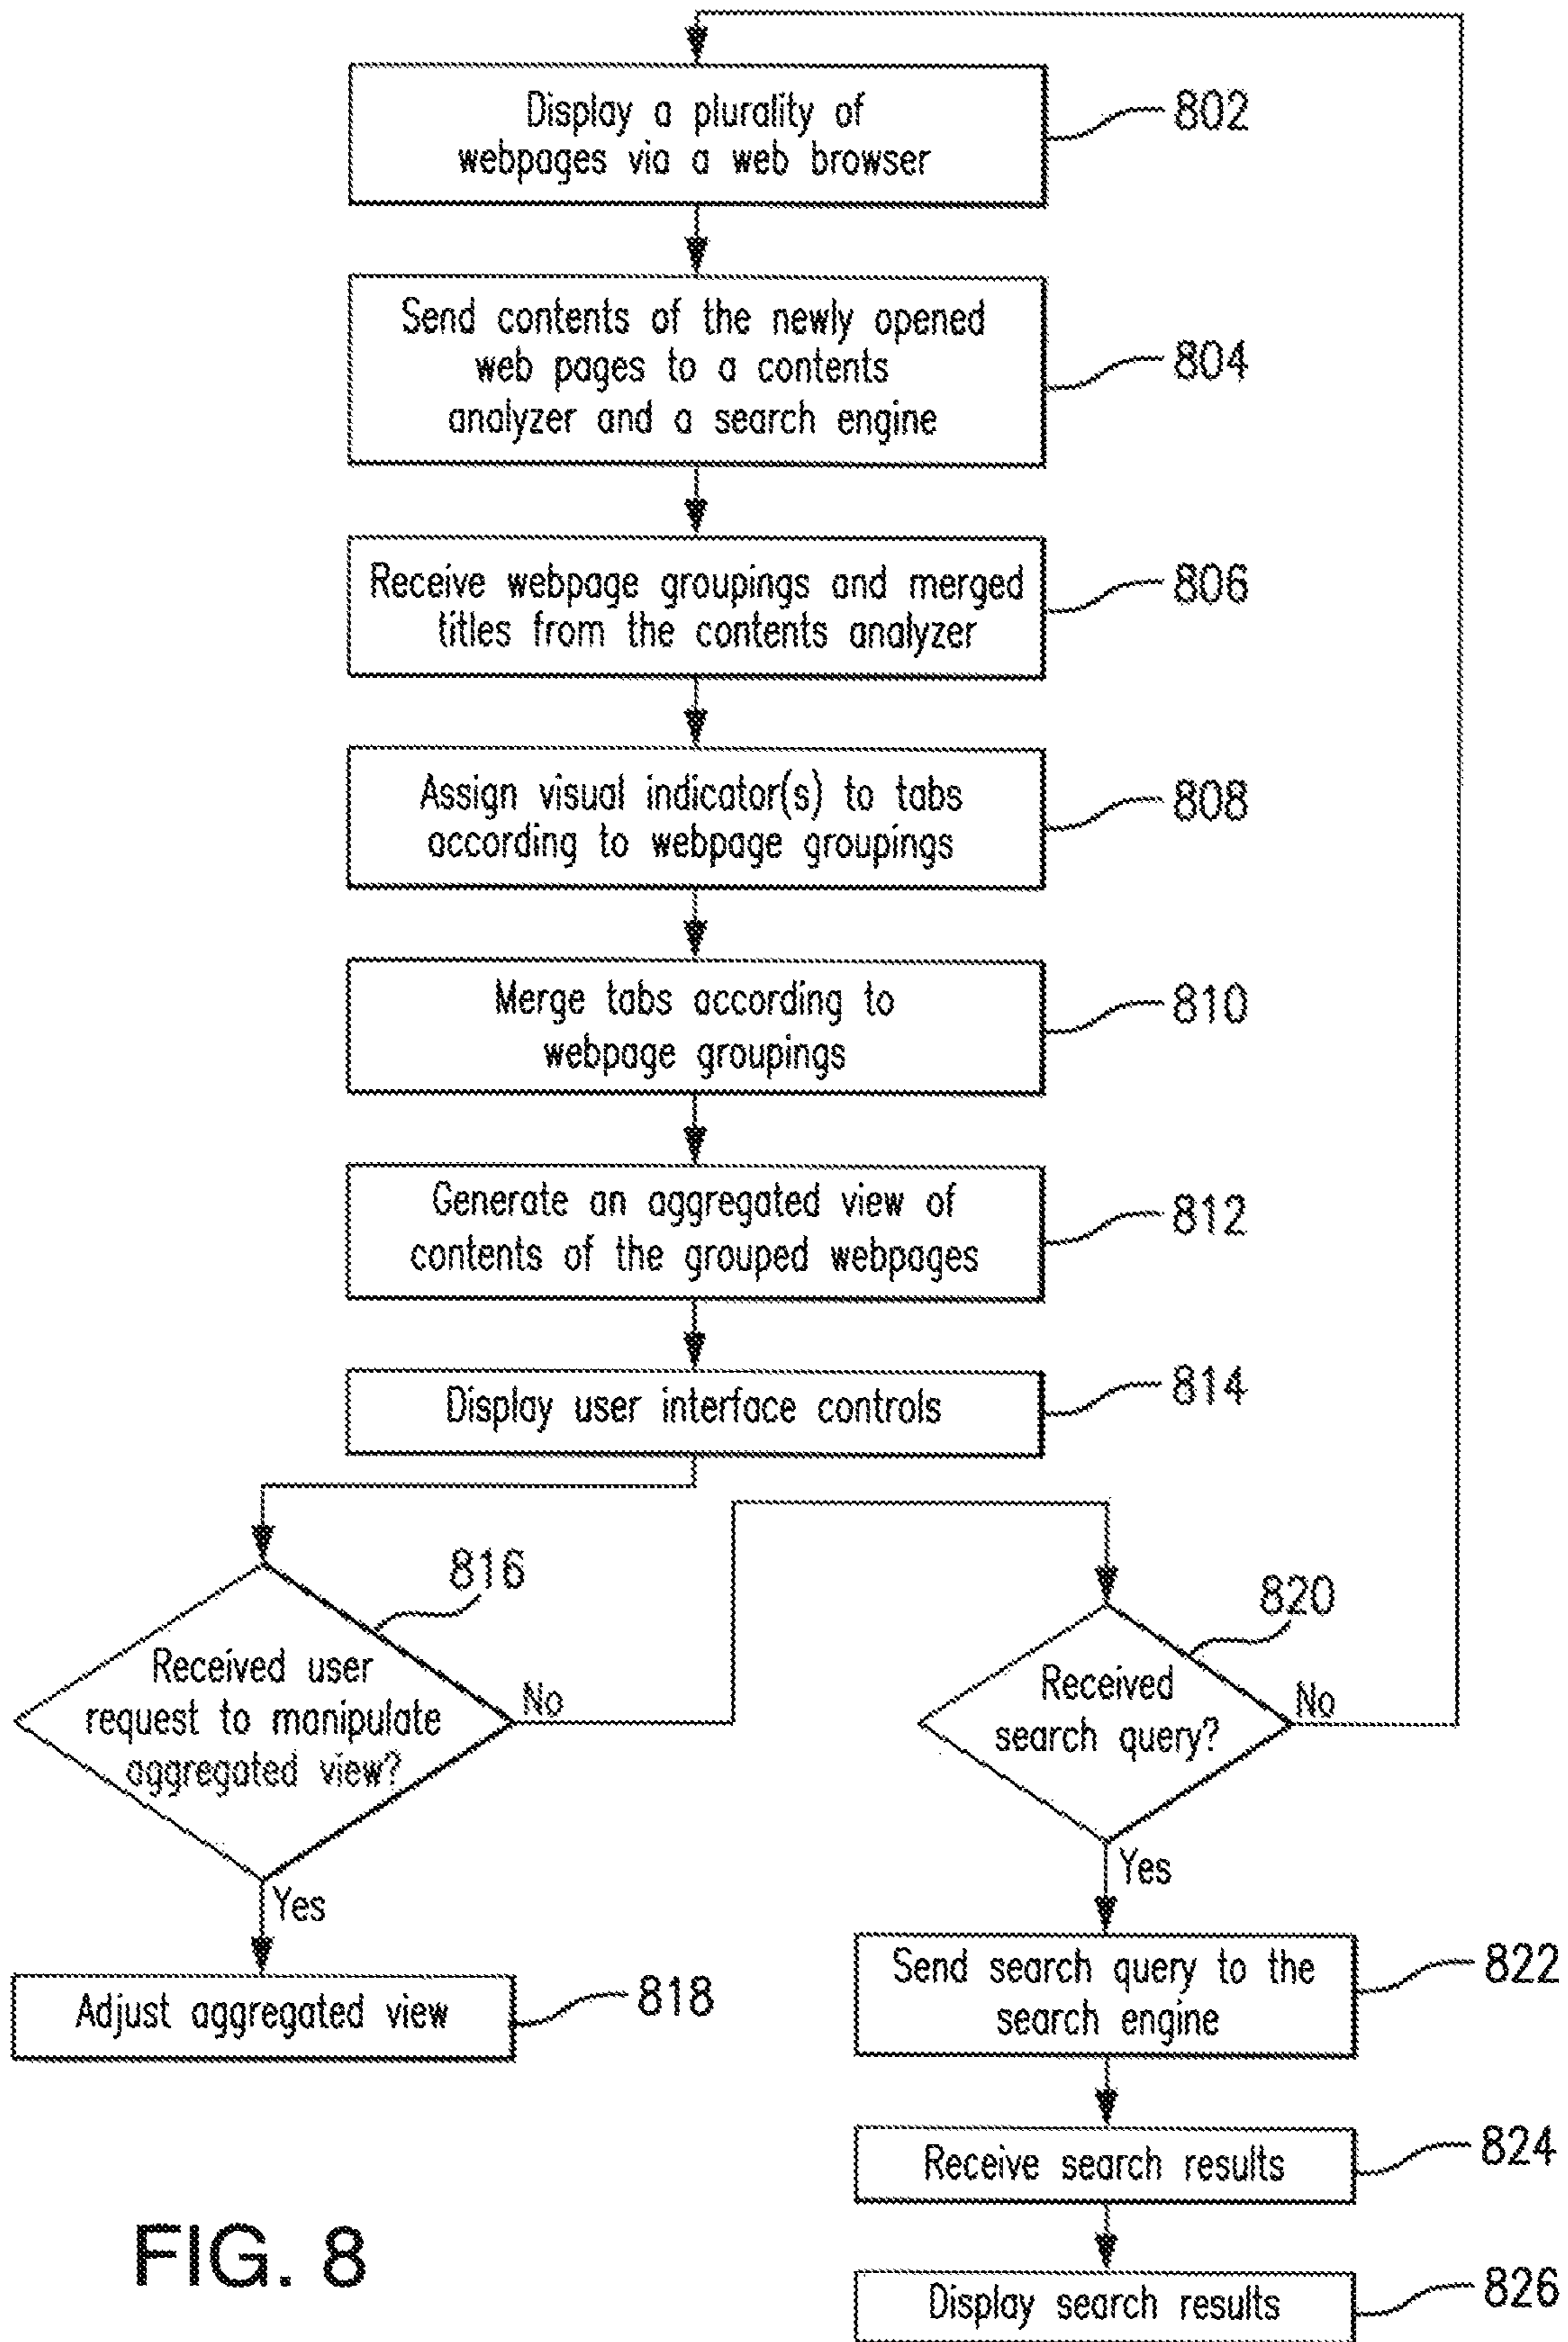 Display a plurality of
webpages via a web browser
802
Send contents of the newly opened
web pages to a contents
analyzer and a search engine
804
Receive webpage groupings and merged
titles from the contents analyzer
806
Assign visual indicator(s) to tabs
according to webpage groupings
808
Merge tabs according to
webpage groupings
810
Generate an aggregated view of
contents of the grouped webpages
812
Display user interface controls
814
816
Received user
request to manipulate
aggregated view?
No
Yes
Adjust aggregated view
818
820
Received
search query?
No
Yes
Send search query to the
search engine
822
Receive search results
824
Display search results
826
FIG. 8